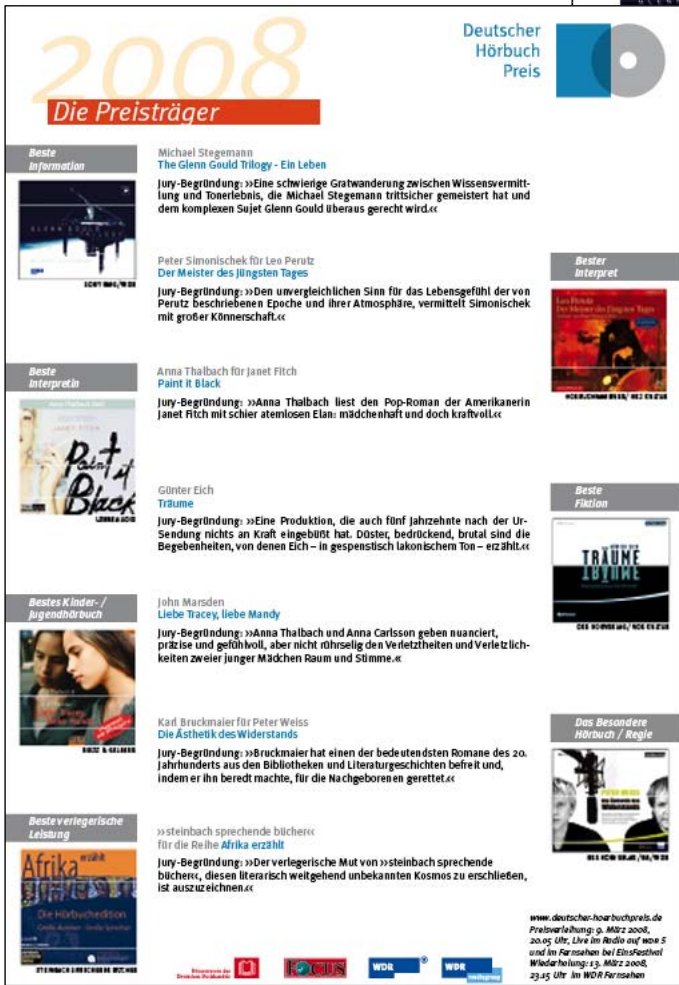 2008
Die Preisträger
Deutscher
Hörbuch
Preis
Beste
Information
Michael Stegemann
The Glenn Gould Trilogy - Ein Leben
Jury-Begründung: »Eine schwierige Gratwanderung zwischen Wissensvermitt-
lung und Tonerlebnis, die Michael Stegemann trittsicher gemeistert hat und
dem komplexen Sujet Glenn Gould überaus gerecht wird.«
Peter Simonischek für Leo Perutz
Der Meister des Jüngsten Tages
Jury-Begründung: »Den unvergleichlichen Sinn für das Lebensgefühl der von
Perutz beschriebenen Epoche und ihrer Atmosphäre, vermittelt Simonischek
mit großer Könnerschaft.«
Bester
Interpret
Leo Perutz
Der Meister des Jüngsten Tages
Beste
Interpretin
Paint it
Black
Anna Thalbach für Janet Fitch
Paint it Black
Jury-Begründung: »Anna Thalbach liest den Pop-Roman der Amerikanerin
Janet Fitch mit schier atemlosen Elan: mädchenhaft und doch kraftvoll.«
Günter Eich
Träume
Jury-Begründung: »Eine Produktion, die auch fünf Jahrzehnte nach der Ur-
Sendung nichts an Kraft eingebüßt hat. Düster, bedrückend, brutal sind die
Begebenheiten, von denen Eich – in gespenstisch lakonischem Ton – erzählt.«
Beste
Fiktion
TRÄUME
Bestes Kinder- /
Jugendhörbuch
John Marsden
Liebe Tracey, liebe Mandy
Jury-Begründung: »Anna Thalbach und Anna Carlsson geben nuanciert,
präzise und gefühlvoll, aber nicht rührselig den Verletztheiten und Verletzlich-
keiten zweier junger Mädchen Raum und Stimme.«
Karl Bruckmaier für Peter Weiss
Die Ästhetik des Widerstands
Jury-Begründung: »Bruckmaier hat einen der bedeutendsten Romane des 20.
Jahrhunderts aus den Bibliotheken und Literaturgeschichten befreit und,
indem er ihn beredt machte, für die Nachgeborenen gerettet.«
Das Besondere
Hörbuch / Regie
PETER WEISS
Beste verlegerische
Leistung
Afrika erzählt
Die Hörbuchedition
»steinbach sprechende bücher«
für die Reihe Afrika erzählt
Jury-Begründung: »Der verlegerische Mut von »steinbach sprechende
bücher«, diesen literarisch weitgehend unbekannten Kosmos zu erschließen,
ist auszuzeichnen.«
www.deutscher-hoerbuchpreis.de
Preisverleihung: 9. März 2008,
20.05 Uhr, Live im Radio auf WDR 5
und im Fernsehen bei EinsFestival
Wiederholung: 13. März 2008,
23.15 Uhr im WDR Fernsehen
FOCUS
WDR
WDR